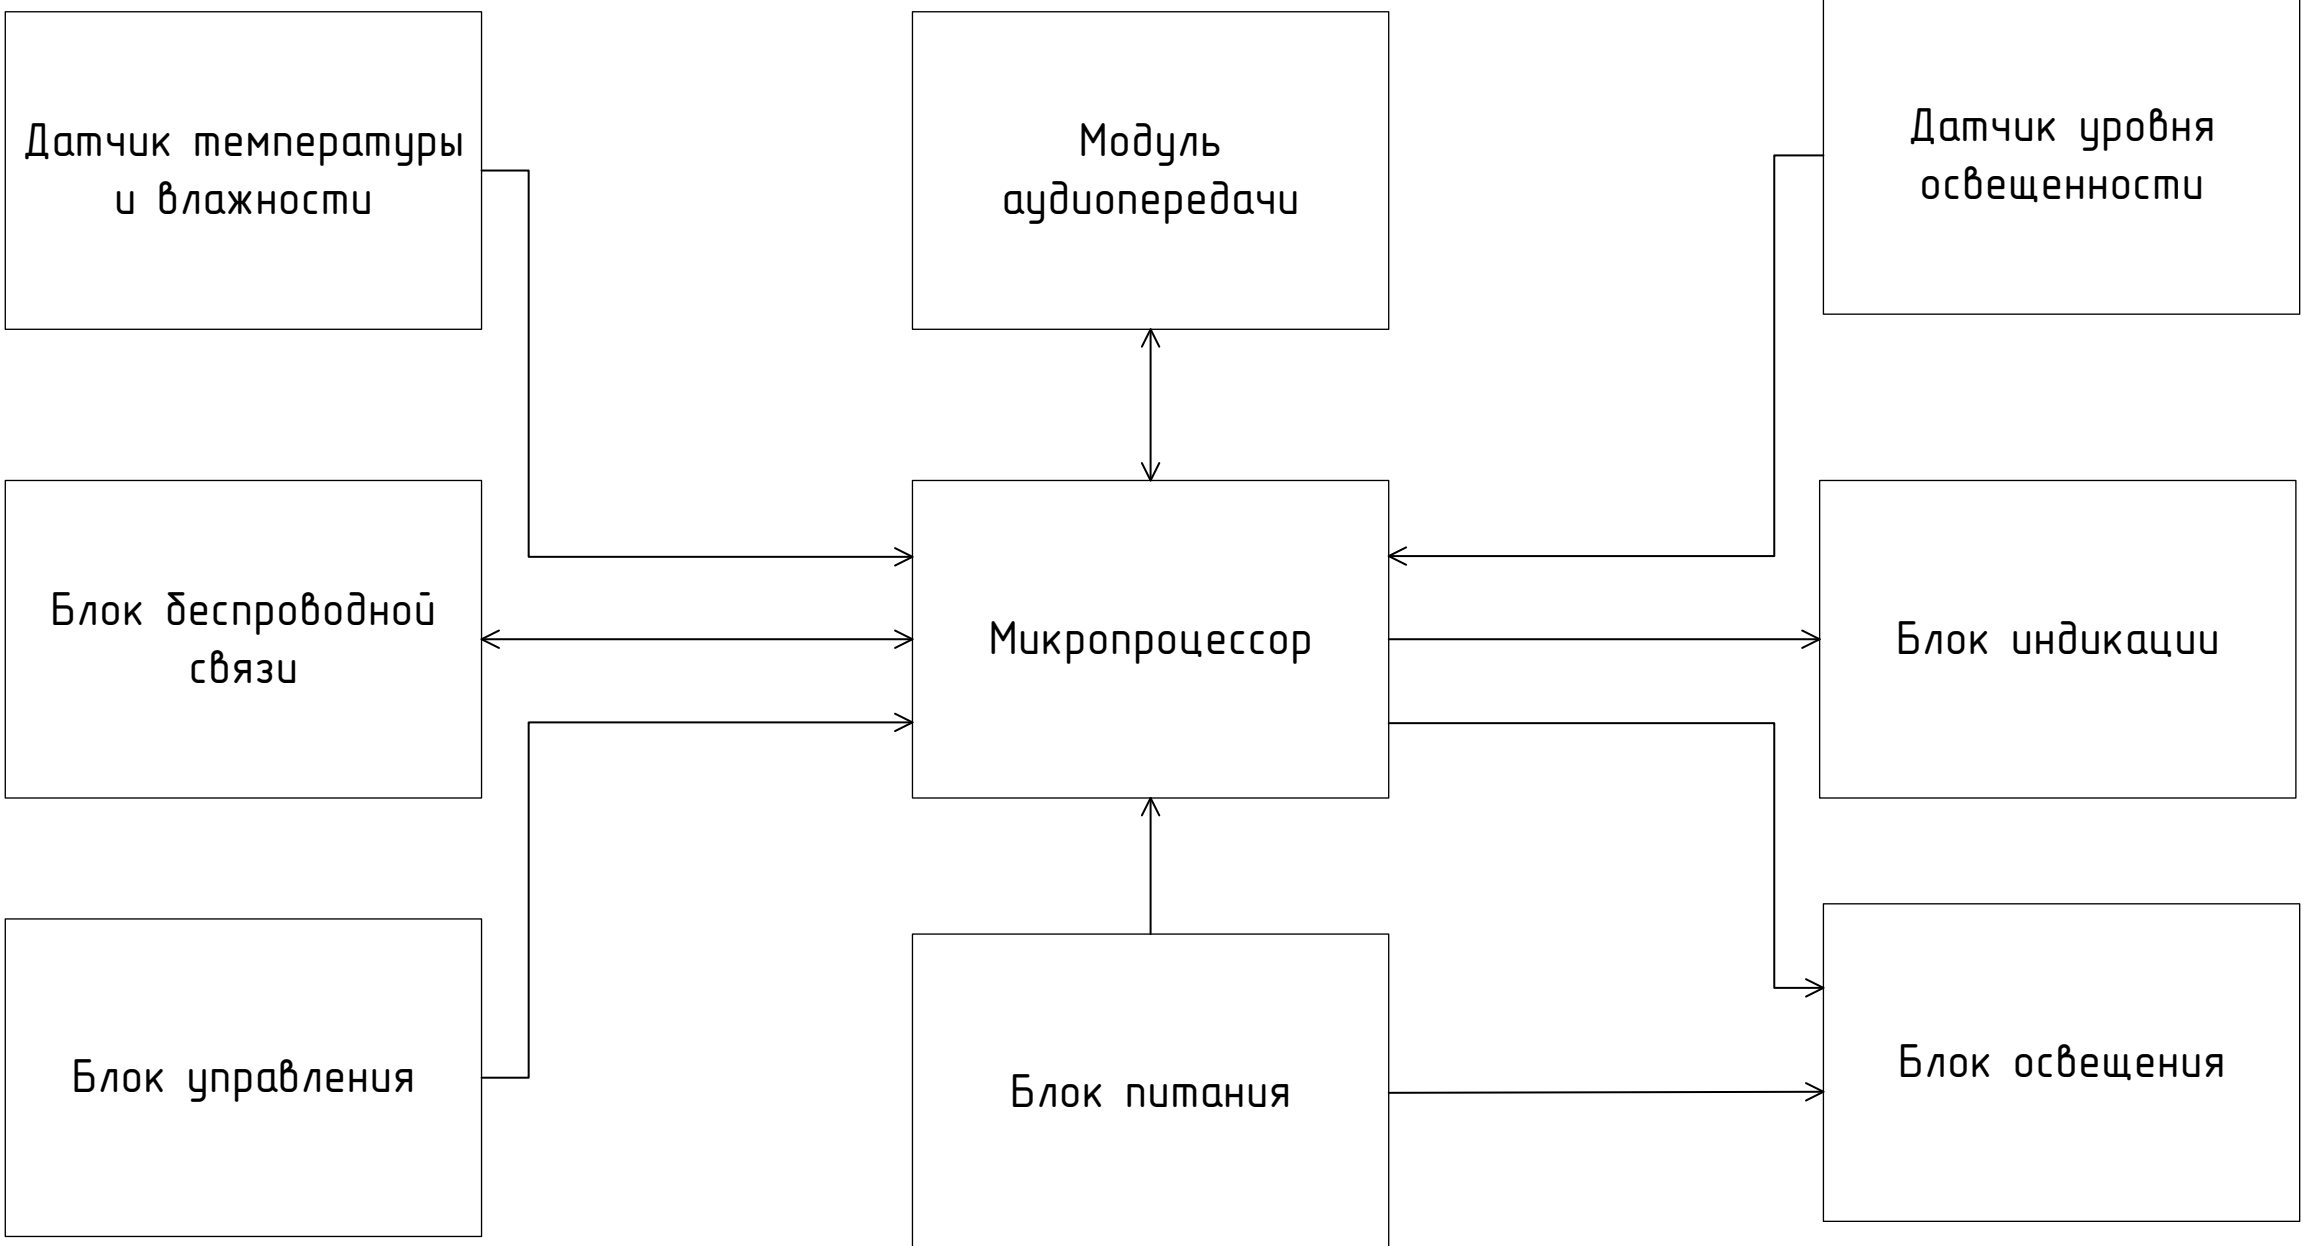 Датчик температуры
и влажности
Модуль
аудиопередачи
Датчик уровня
освещенности
Блок беспроводной
связи
Микропроцессор
Блок индикации
Блок управления
Блок питания
Блок освещения